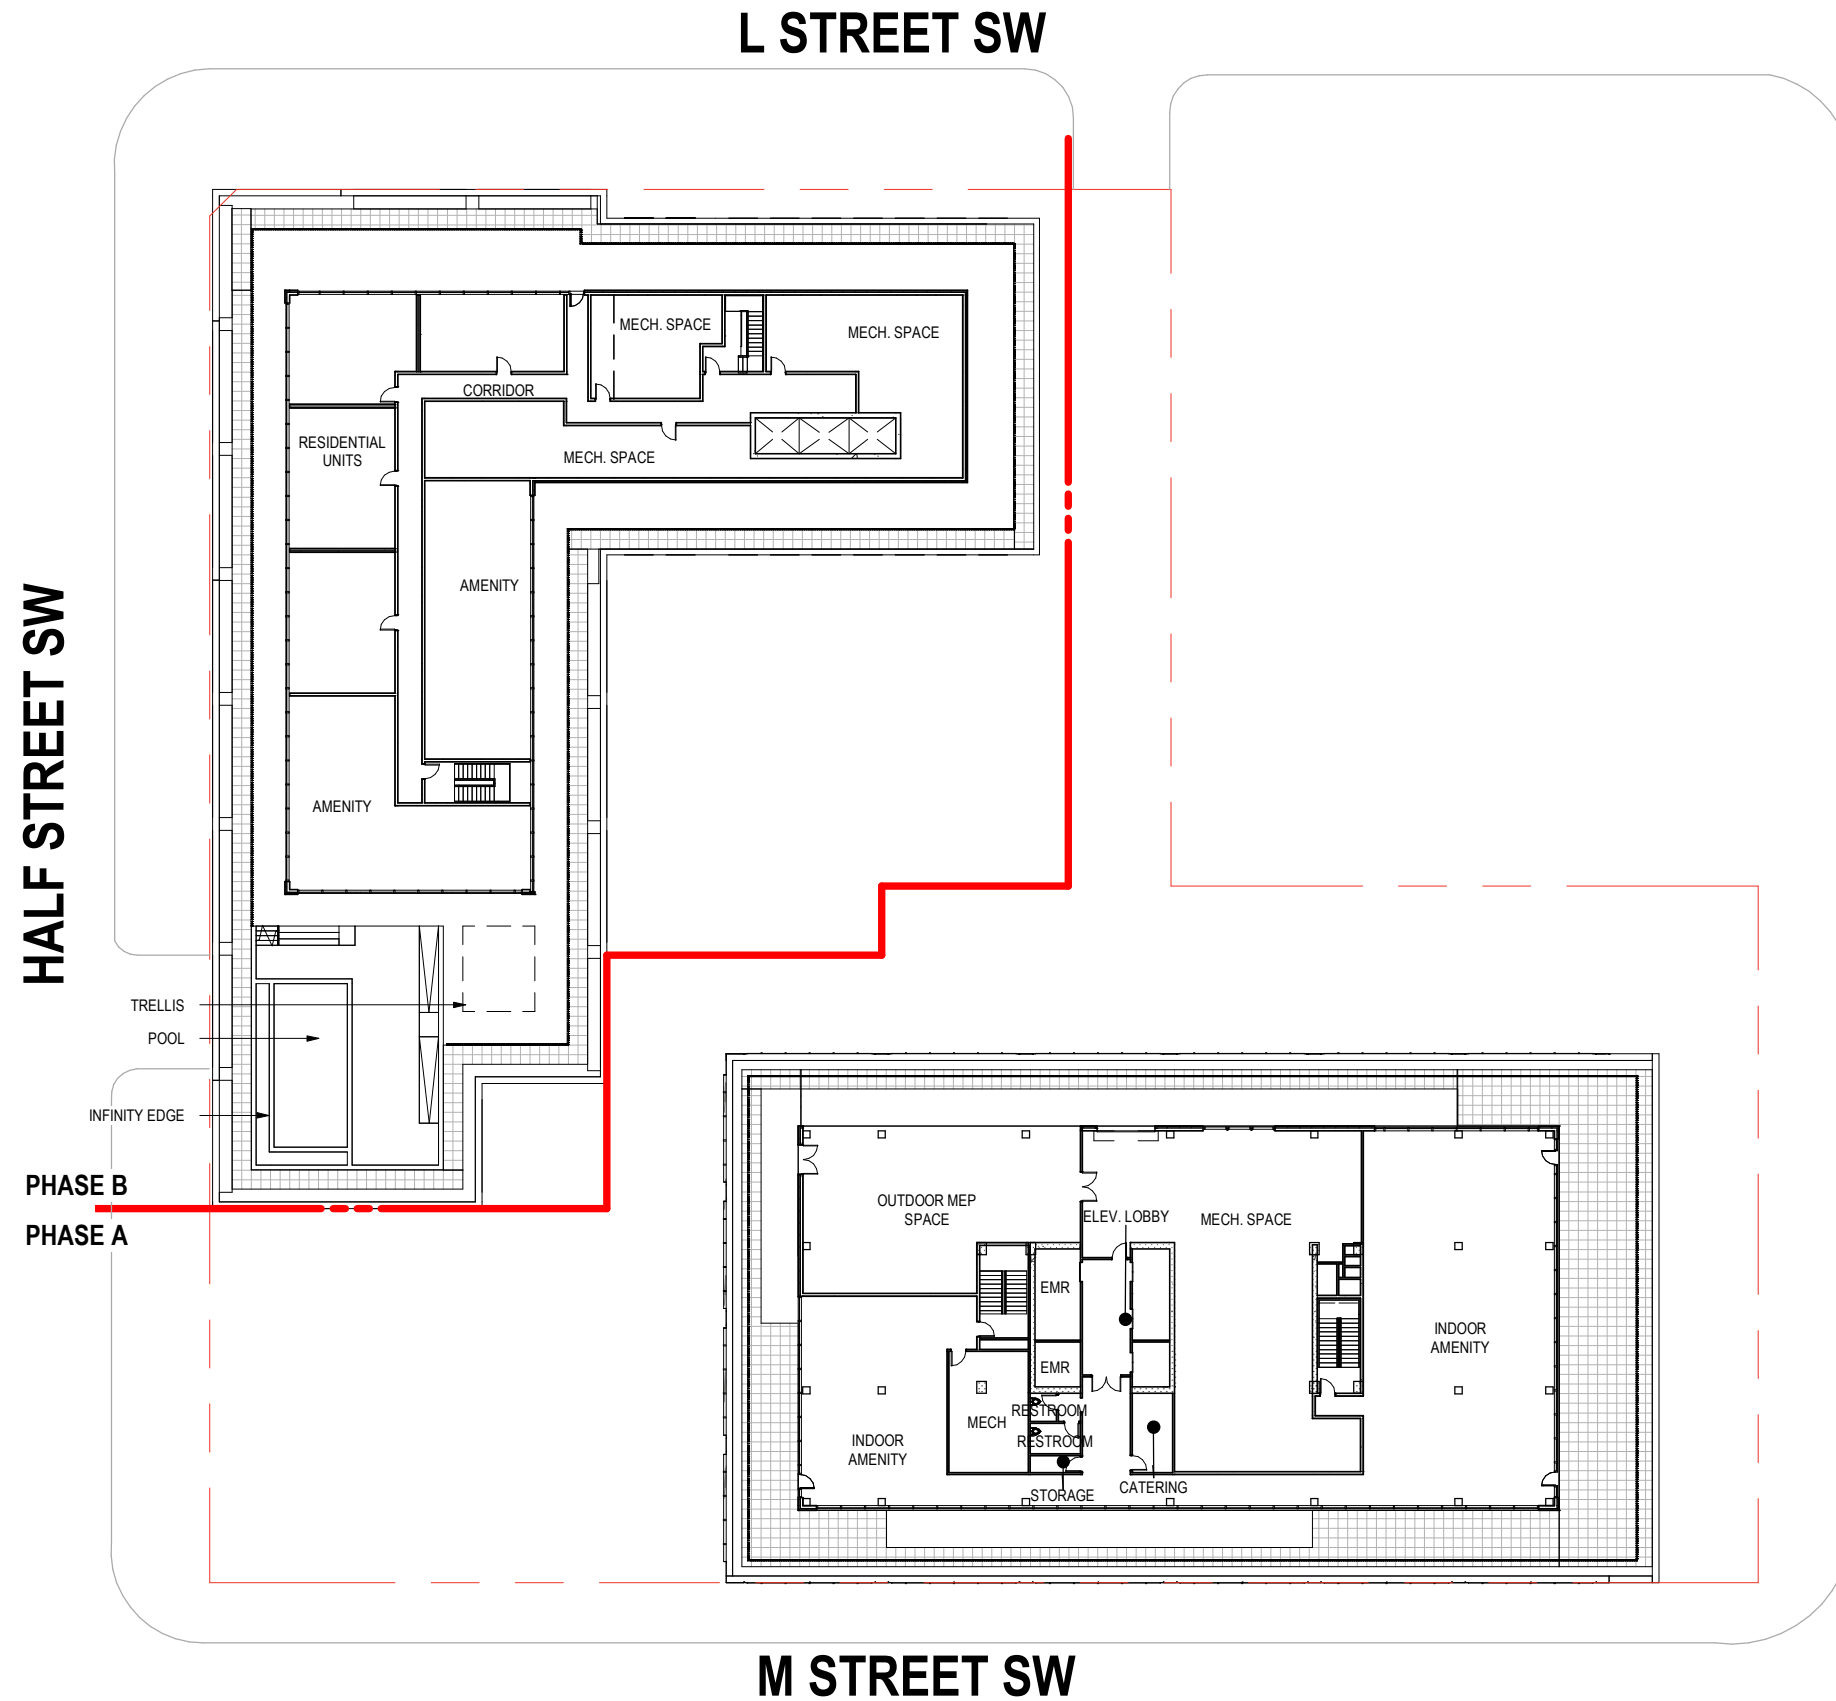 L STREET SW
MECH. SPACE
MECH. SPACE
CORRIDOR
RESIDENTIAL
UNITS
MECH. SPACE
AMENITY
HALF STREET SW
AMENITY
TRELLIS
POOL
INFINITY EDGE
PHASE B
PHASE A
OUTDOOR MEP
SPACE
ELEV. LOBBY
MECH. SPACE
EMR
INDOOR
AMENITY
EMR
RESTROOM
MECH
RESTROOM
INDOOR
AMENITY
STORAGE
CATERING
M STREET SW